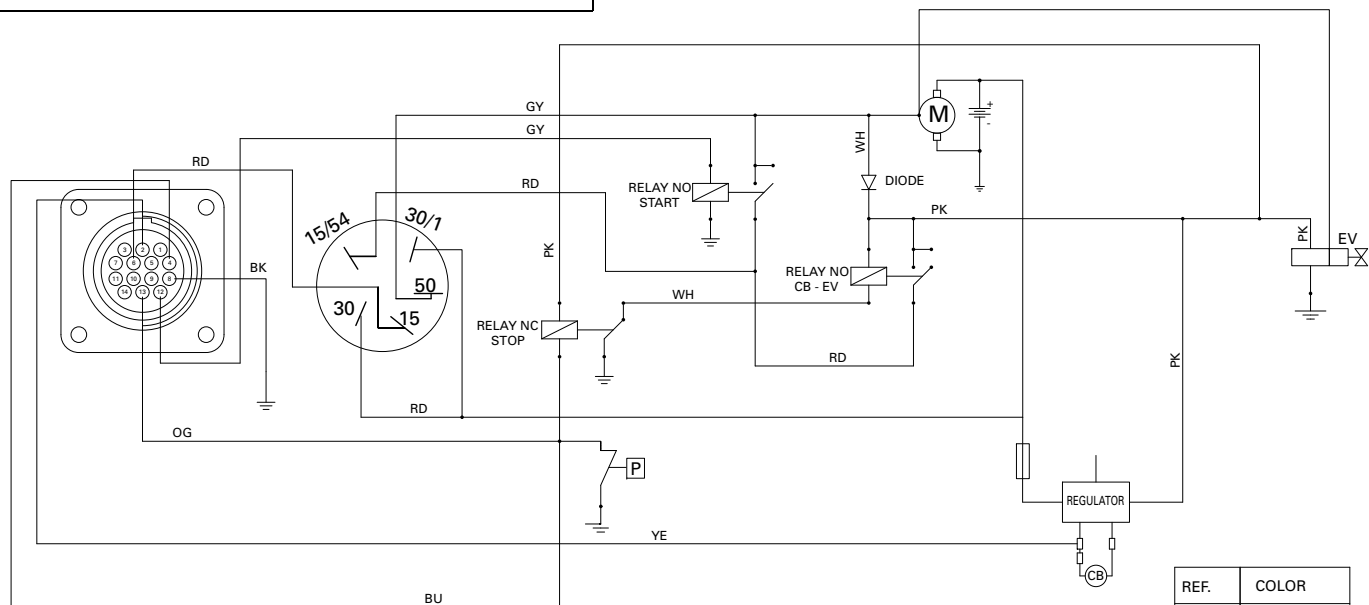 GY
M
+
-
GY
WH
RD
RD
RELAY NO
START
DIODE
3
2
1
7
6
5
4
11
10
9
8
14
13
12
BK
15/54
30/1
50
30
15
PK
PK
PK
EV
RELAY NO
CB - EV
WH
RELAY NC
STOP
RD
PK
RD
OG
P
REGULATOR
YE
CB
BU
REF.
COLOR